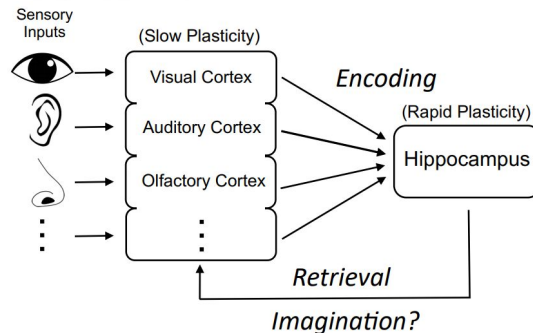 Sensory
Inputs
(Slow Plasticity)
Visual Cortex
Auditory Cortex
Olfactory Cortex
Encoding
(Rapid Plasticity)
Hippocampus
Retrieval
Imagination?